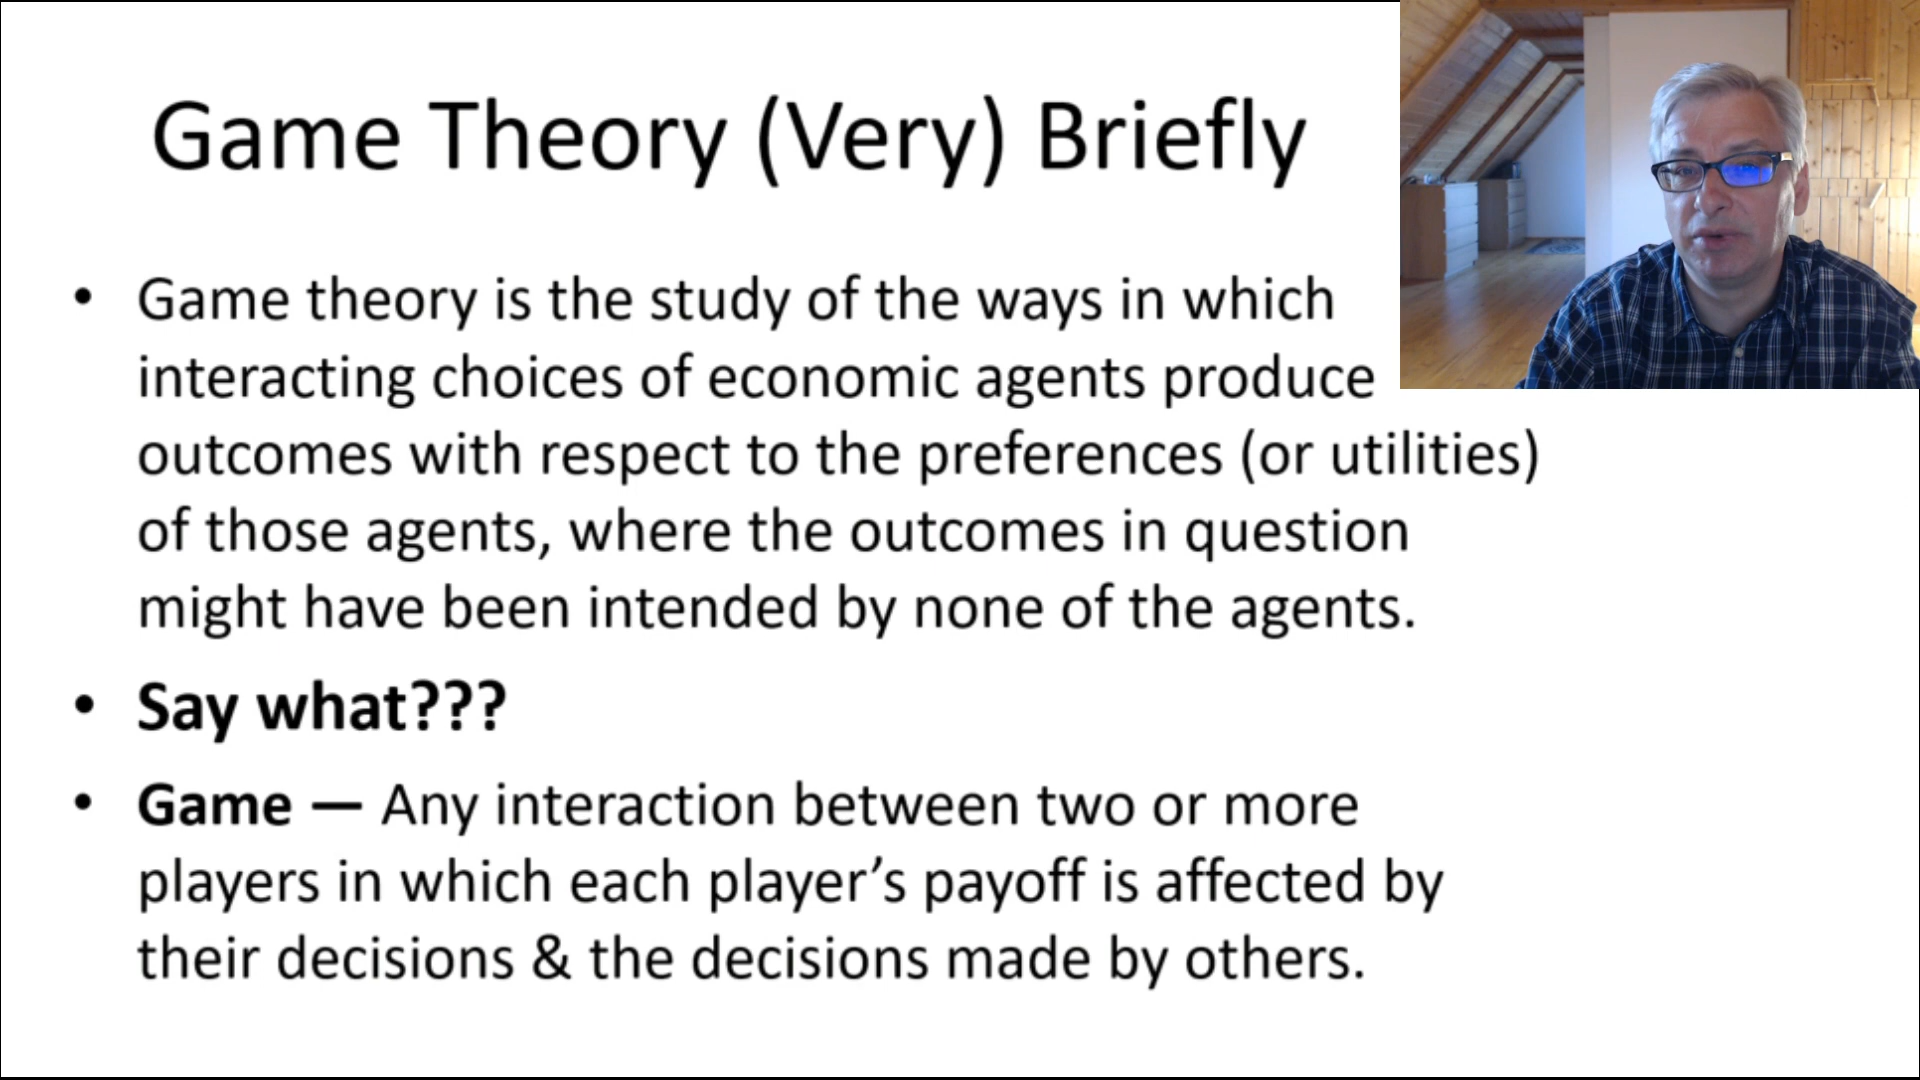 Game Theory (Very) Briefly
• Game theory is the study of the ways in which
interacting choices of economic agents produce
outcomes with respect to the preferences (or utilities)
of those agents, where the outcomes in question
might have been intended by none of the agents.
• Say what???
• Game — Any interaction between two or more
players in which each player’s payoff is affected by
their decisions & the decisions made by others.